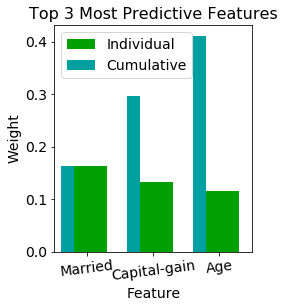 Top 3 Most Predictive Features
Individual
Cumulative
Weight
0.4
0.3
0.2
0.1
0.0
Married
Capital-gain
Age
Feature